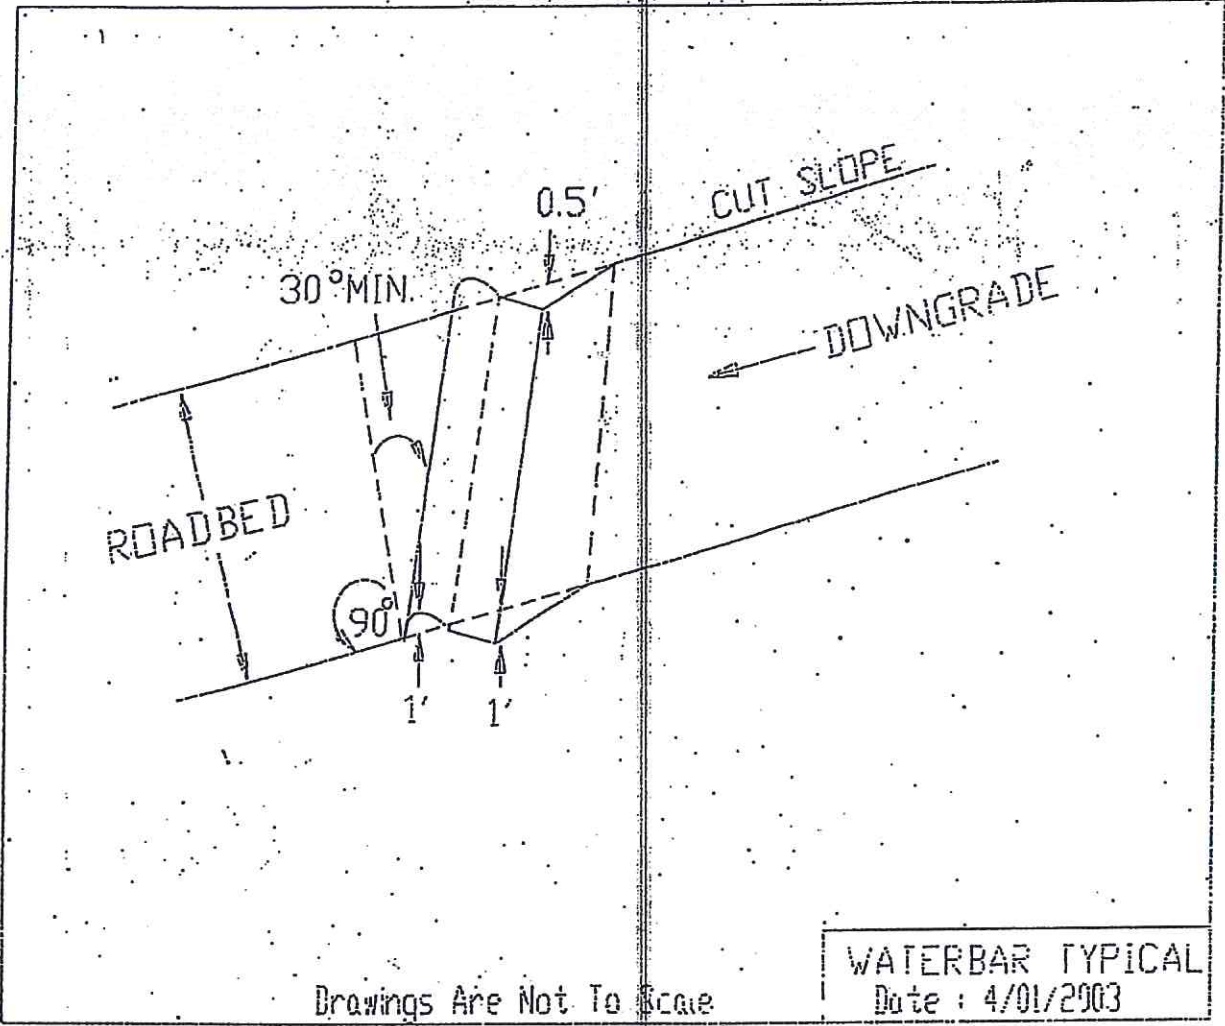 0.5'
CUT SLOPE
30°MIN.
DOWNGRADE
ROADBED
90°
1'
1'
WATERBAR TYPICAL
Drawings Are Not To Scale
Date : 4/01/2003